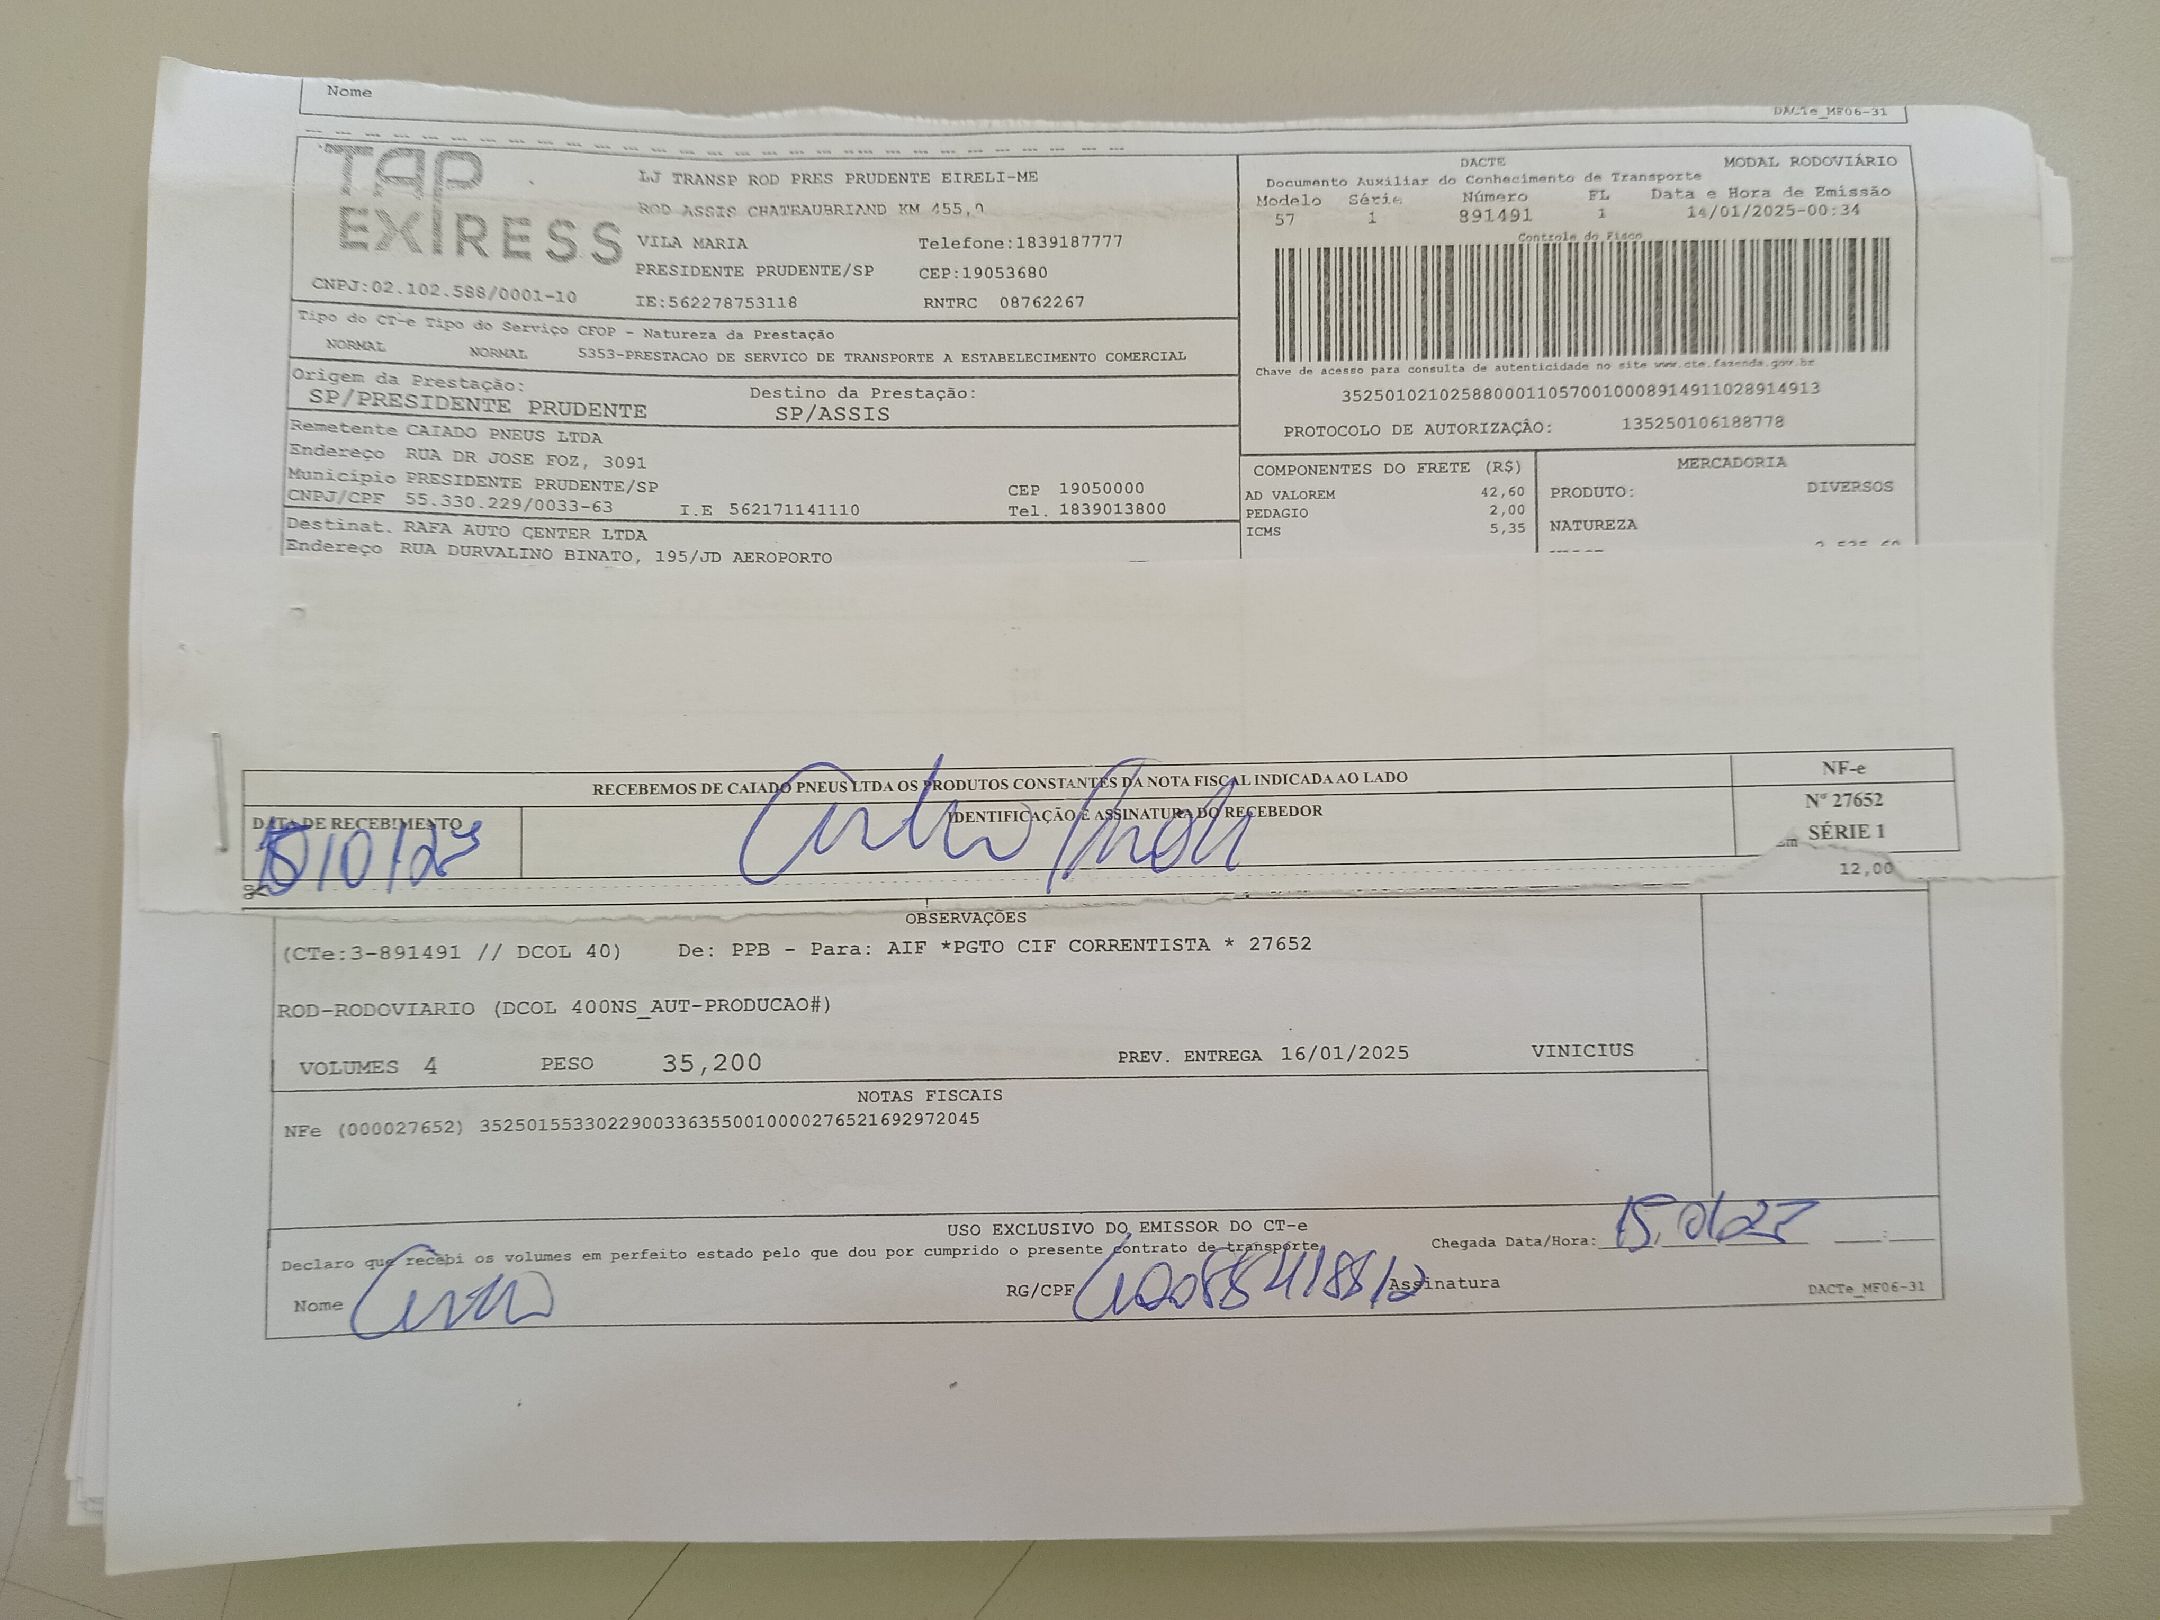 Nome
DACTe_MF06-31
TAP
EXIRESS
CNPJ:02.102.588/0001-10
LJ TRANSP ROD PRES PRUDENTE EIRELI-ME
ROD ASSIS CHATEAUBRIAND KM 455,0
VILA MARIA Telefone:1839187777
PRESIDENTE PRUDENTE/SP CEP:19053680
IE:562278753118 RNTRC 08762267
DACTE MODAL RODOVIÁRIO
Documento Auxiliar do Conhecimento de Transporte
Modelo Série Número FL Data e Hora de Emissão
57 1 891491 1 14/01/2025-00:34
Controle do Fisco
Chave de acesso para consulta de autenticidade no site www.cte.fazenda.gov.br
35250102102588000110570010008914911028914913
PROTOCOLO DE AUTORIZAÇÃO: 135250106188778
Tipo do CT-e Tipo do Serviço CFOP - Natureza da Prestação
NORMAL NORMAL 5353-PRESTACAO DE SERVICO DE TRANSPORTE A ESTABELECIMENTO COMERCIAL
Origem da Prestação: Destino da Prestação:
SP/PRESIDENTE PRUDENTE SP/ASSIS
Remetente CAIADO PNEUS LTDA
Endereço RUA DR JOSE FOZ, 3091
Município PRESIDENTE PRUDENTE/SP CEP 19050000
CNPJ/CPF 55.330.229/0033-63 I.E 562171141110 Tel. 1839013800
Destinat. RAFA AUTO CENTER LTDA
Endereço RUA DURVALINO BINATO, 195/JD AEROPORTO
COMPONENTES DO FRETE (R$)
AD VALOREM 42,60
PEDAGIO 2,00
ICMS 5,35
MERCADORIA
PRODUTO: DIVERSOS
NATUREZA
RECEBEMOS DE CAIADO PNEUS LTDA OS PRODUTOS CONSTANTES DA NOTA FISCAL INDICADA AO LADO
DATA DE RECEBIMENTO
IDENTIFICAÇÃO E ASSINATURA DO RECEBEDOR
NF-e
Nº 27652
SÉRIE 1
12,00
OBSERVAÇÕES
(CTe:3-891491 // DCOL 40) De: PPB - Para: AIF *PGTO CIF CORRENTISTA * 27652
ROD-RODOVIARIO (DCOL 400NS_AUT-PRODUCAO#)
VOLUMES 4 PESO 35,200 PREV. ENTREGA 16/01/2025 VINICIUS
NOTAS FISCAIS
NFe (000027652) 35250155330229003363550010000276521692972045
USO EXCLUSIVO DO EMISSOR DO CT-e
Declaro que recebi os volumes em perfeito estado pelo que dou por cumprido o presente contrato de transporte
Chegada Data/Hora:
Nome RG/CPF Assinatura
DACTe_MF06-31